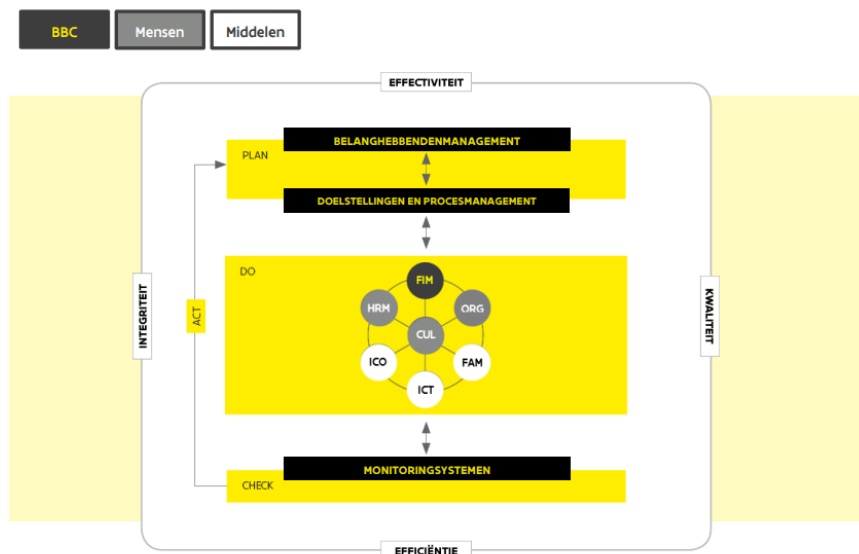 BBC
Mensen
Middelen
EFFECTIVITEIT
BELANGHEBBENDENMANAGEMENT
PLAN
DOELSTELLINGEN EN PROCESMANAGEMENT
DO
FIM
HRM
ORG
CUL
ICO
FAM
ICT
INTEGRITEIT
ACT
KWALITEIT
MONITORINGSYSTEMEN
CHECK
EFFICIËNTIE